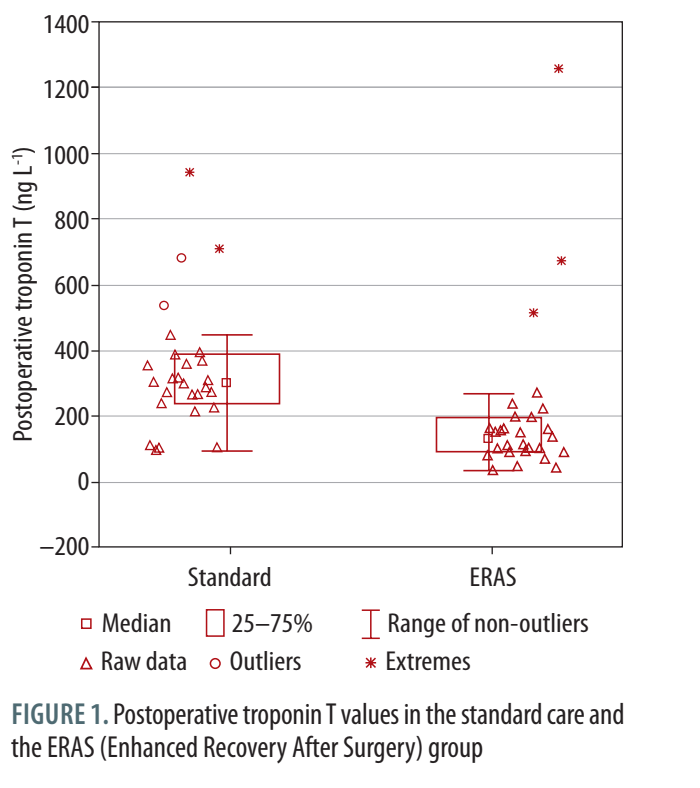 1400
1200
1000
800
600
400
200
0
–200
Postoperative troponin T (ng L-1)
Standard ERAS
Median 25–75% Range of non-outliers
Raw data Outliers Extremes
FIGURE 1. Postoperative troponin T values in the standard care and
the ERAS (Enhanced Recovery After Surgery) group